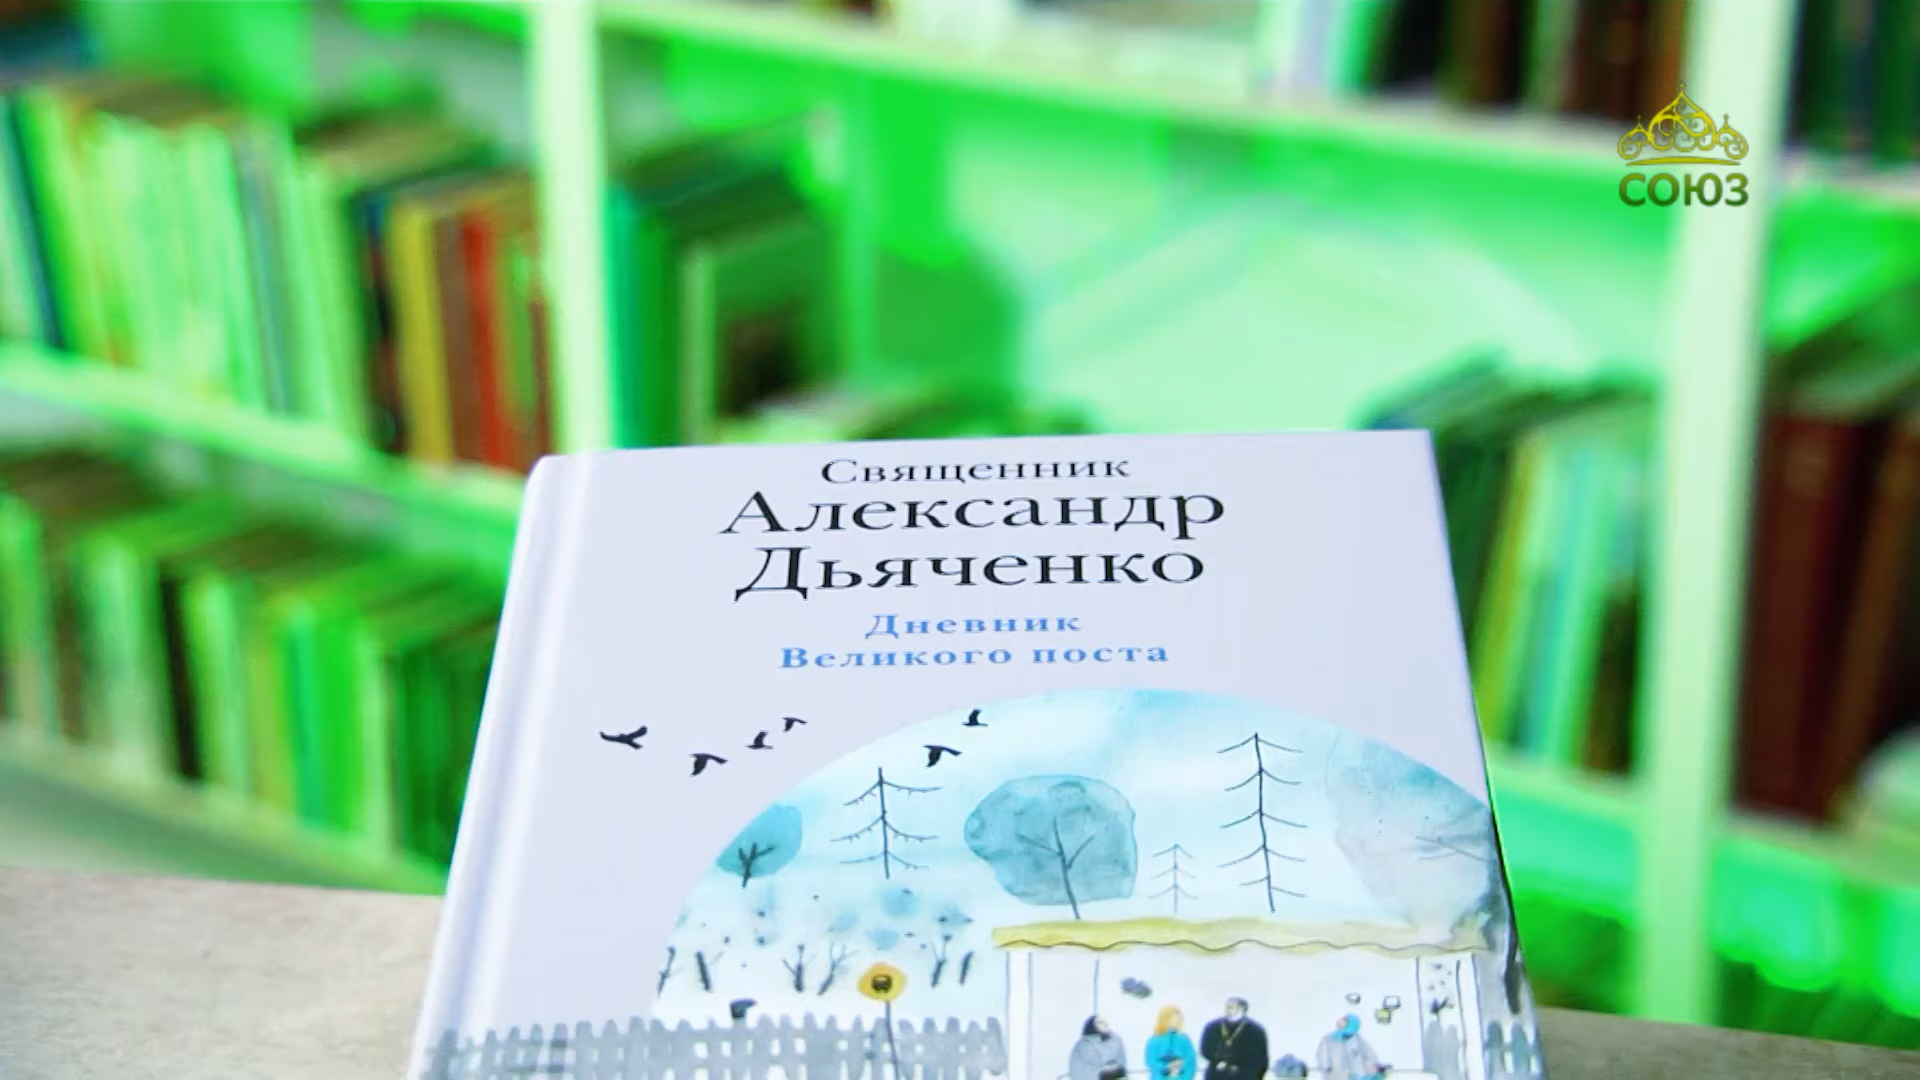 СОЮЗ
Священник
Александр
Дьяченко
Дневник
Великого поста